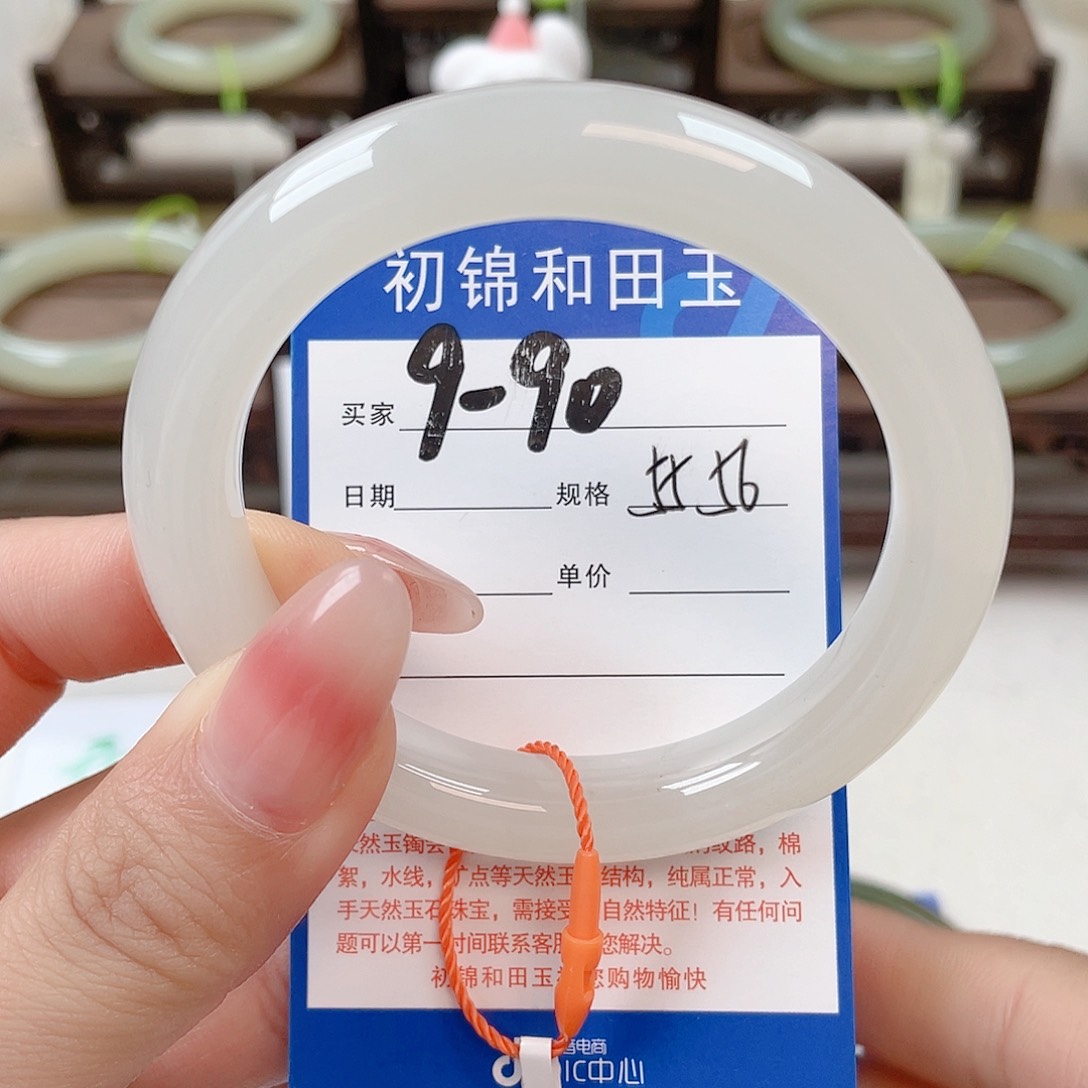 初锦和田玉
买家 9-90
日期 规格
单价
然玉镯 纹路，棉
絮，水线，矿点等天然玉 结构，纯属正常，入
手天然玉石珠宝，需接受 自然特征！有任何问
题可以第一时间联系客服 您解决。
初锦和田玉 您购物愉快
电商
IC中心